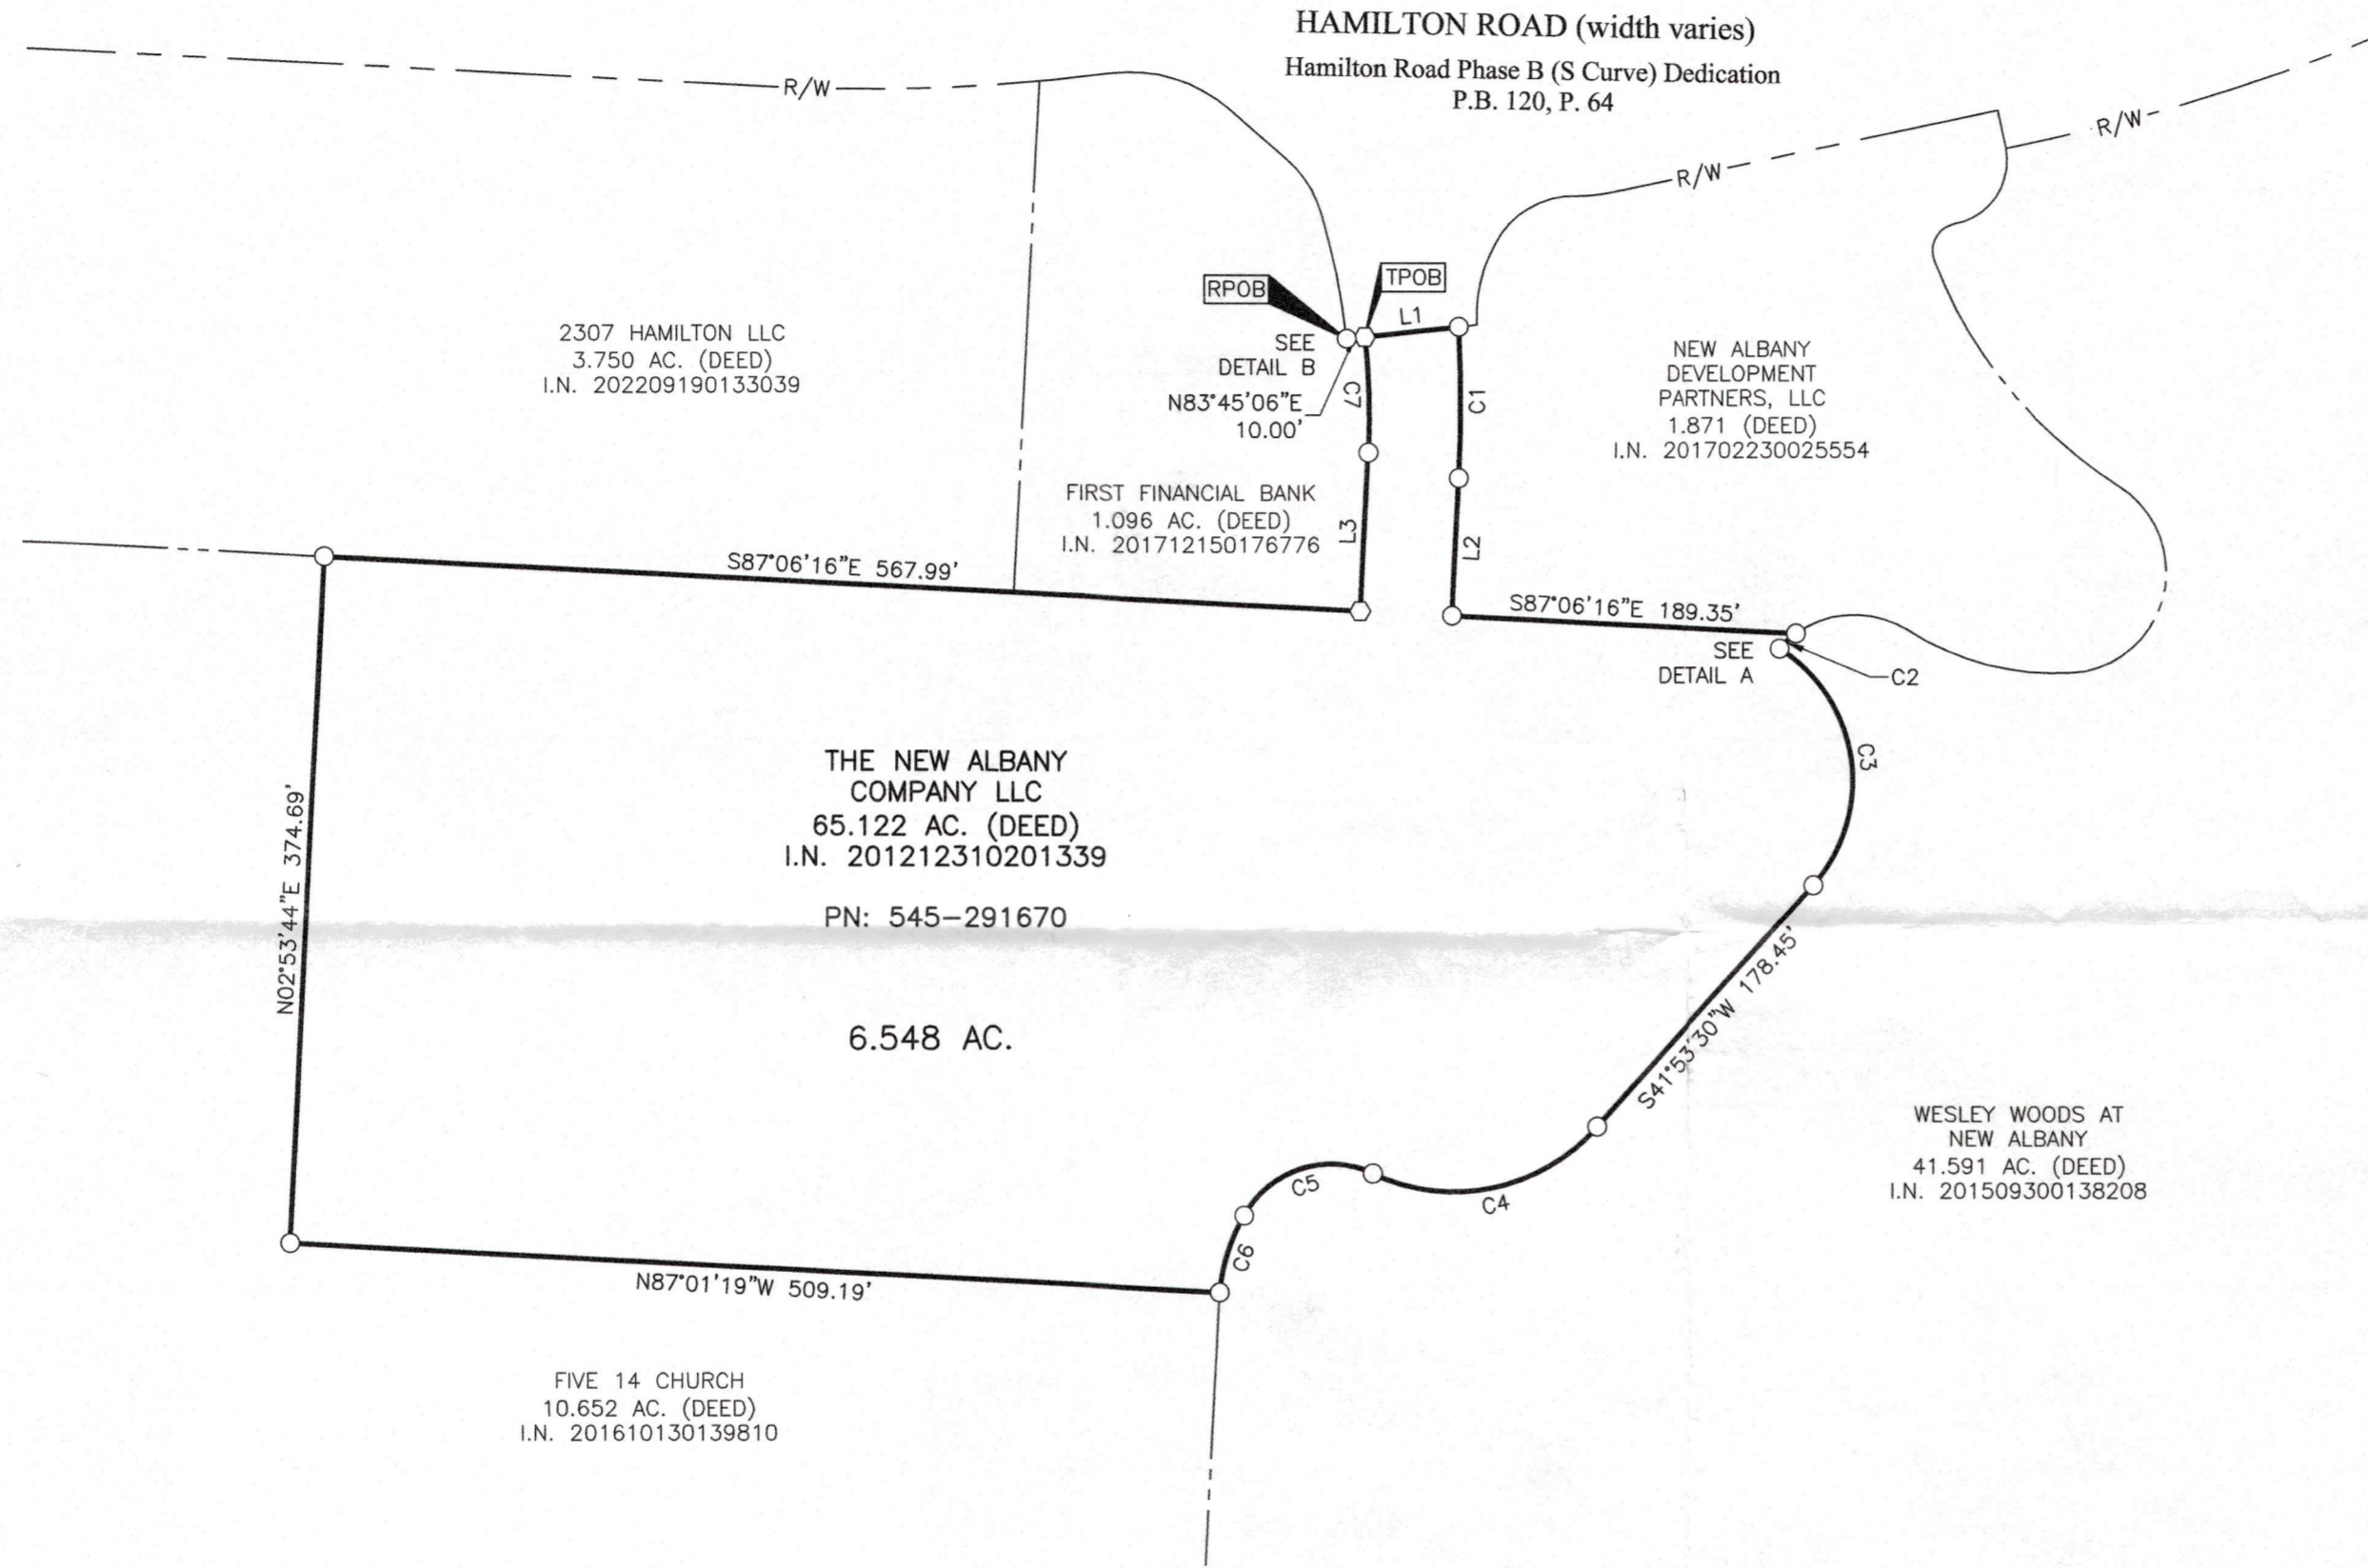 HAMILTON ROAD (width varies)
Hamilton Road Phase B (S Curve) Dedication
P.B. 120, P. 64
R/W
R/W
R/W
RPOB
TPOB
L1
SEE
DETAIL B
N83°45'06"E
10.00'
C7
C1
L3
L2
2307 HAMILTON LLC
3.750 AC. (DEED)
I.N. 202209190133039
NEW ALBANY
DEVELOPMENT
PARTNERS, LLC
1.871 (DEED)
I.N. 201702230025554
FIRST FINANCIAL BANK
1.096 AC. (DEED)
I.N. 201712150176776
S87°06'16"E 567.99'
S87°06'16"E 189.35'
SEE
DETAIL A
C2
C3
THE NEW ALBANY
COMPANY LLC
65.122 AC. (DEED)
I.N. 201212310201339
PN: 545-291670
6.548 AC.
N02°53'44"E 374.69'
S41°53'30"W 178.45'
C5
C4
C6
N87°01'19"W 509.19'
WESLEY WOODS AT
NEW ALBANY
41.591 AC. (DEED)
I.N. 201509300138208
FIVE 14 CHURCH
10.652 AC. (DEED)
I.N. 201610130139810